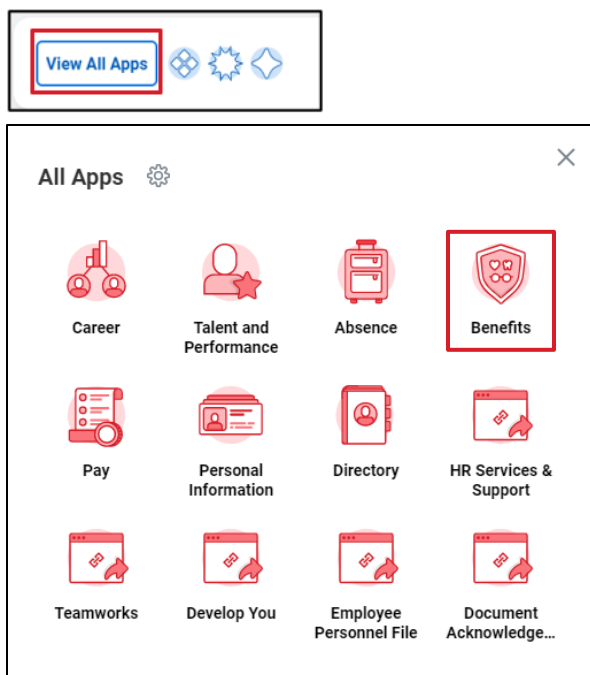 View All Apps
All Apps
Career
Talent and
Performance
Absence
Benefits
Pay
Personal
Information
Directory
HR Services &
Support
Teamworks
Develop You
Employee
Personnel File
Document
Acknowledge...